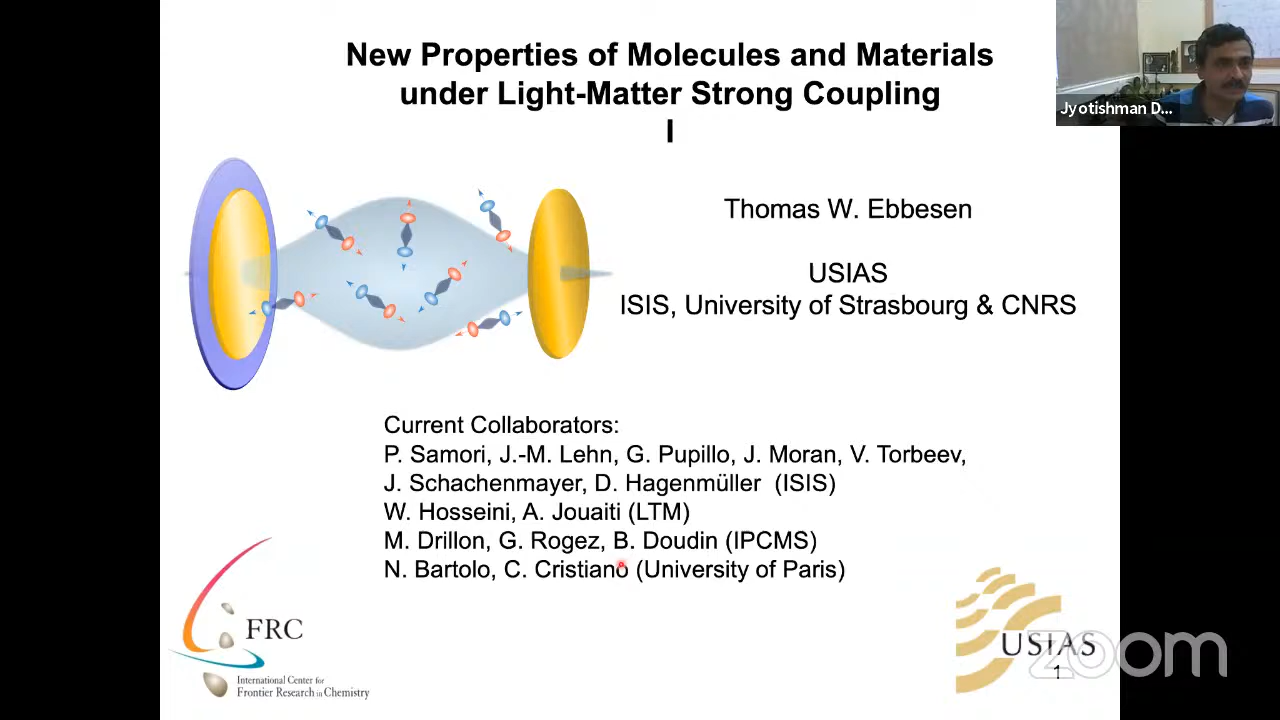 New Properties of Molecules and Materials
under Light-Matter Strong Coupling
I
Jyotishman D...
Thomas W. Ebbesen
USIAS
ISIS, University of Strasbourg & CNRS
Current Collaborators:
P. Samori, J.-M. Lehn, G. Pupillo, J. Moran, V. Torbeev,
J. Schachenmayer, D. Hagenmüller (ISIS)
W. Hosseini, A. Jouaiti (LTM)
M. Drillon, G. Rogez, B. Doudin (IPCMS)
N. Bartolo, C. Cristiano (University of Paris)
FRC
International Center for
Frontier Research in Chemistry
USIAS
zoom
1